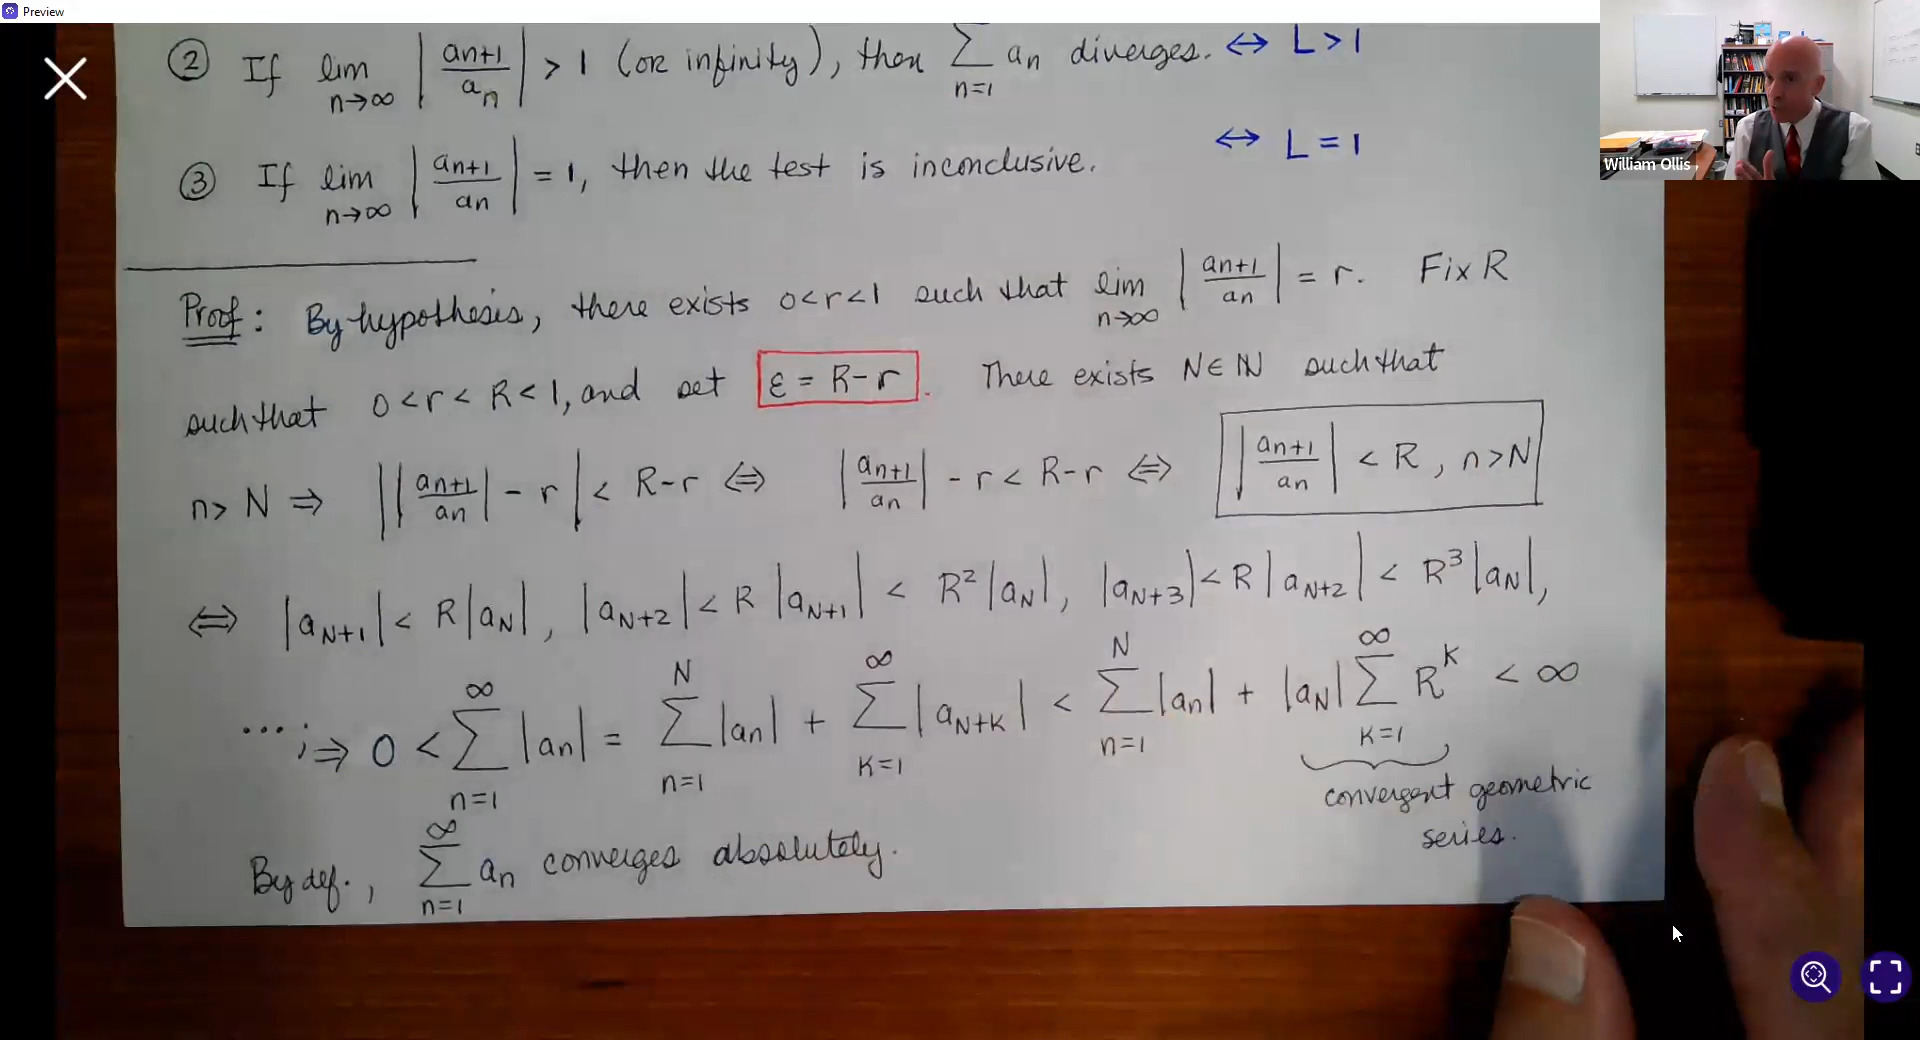 Preview
② If lim n→∞ |an+1/an| > 1 (or infinity), then ∑ n=1 an diverges. ↔ L > 1
③ If lim n→∞ |an+1/an| = 1, then the test is inconclusive. ↔ L = 1
William Ollis
Proof: By hypothesis, there exists 0<r<1 such that lim n→∞ |an+1/an| = r. Fix R
such that 0<r<R<1, and set ε = R-r. There exists N∈ℕ such that
n>N ⇒ ||an+1/an| - r| < R-r ⇔ |an+1/an| - r < R-r ⇔ |an+1/an| < R, n>N
⇔ |aN+1| < R|aN|, |aN+2| < R|aN+1| < R²|aN|, |aN+3| < R|aN+2| < R³|aN|,
...; ⇒ 0 < ∑ n=1 ∞ |an| = ∑ n=1 N |an| + ∑ K=1 ∞ |aN+K| < ∑ n=1 N |an| + |aN| ∑ K=1 ∞ R^K < ∞
convergent geometric
series.
By def., ∑ n=1 ∞ an converges absolutely.